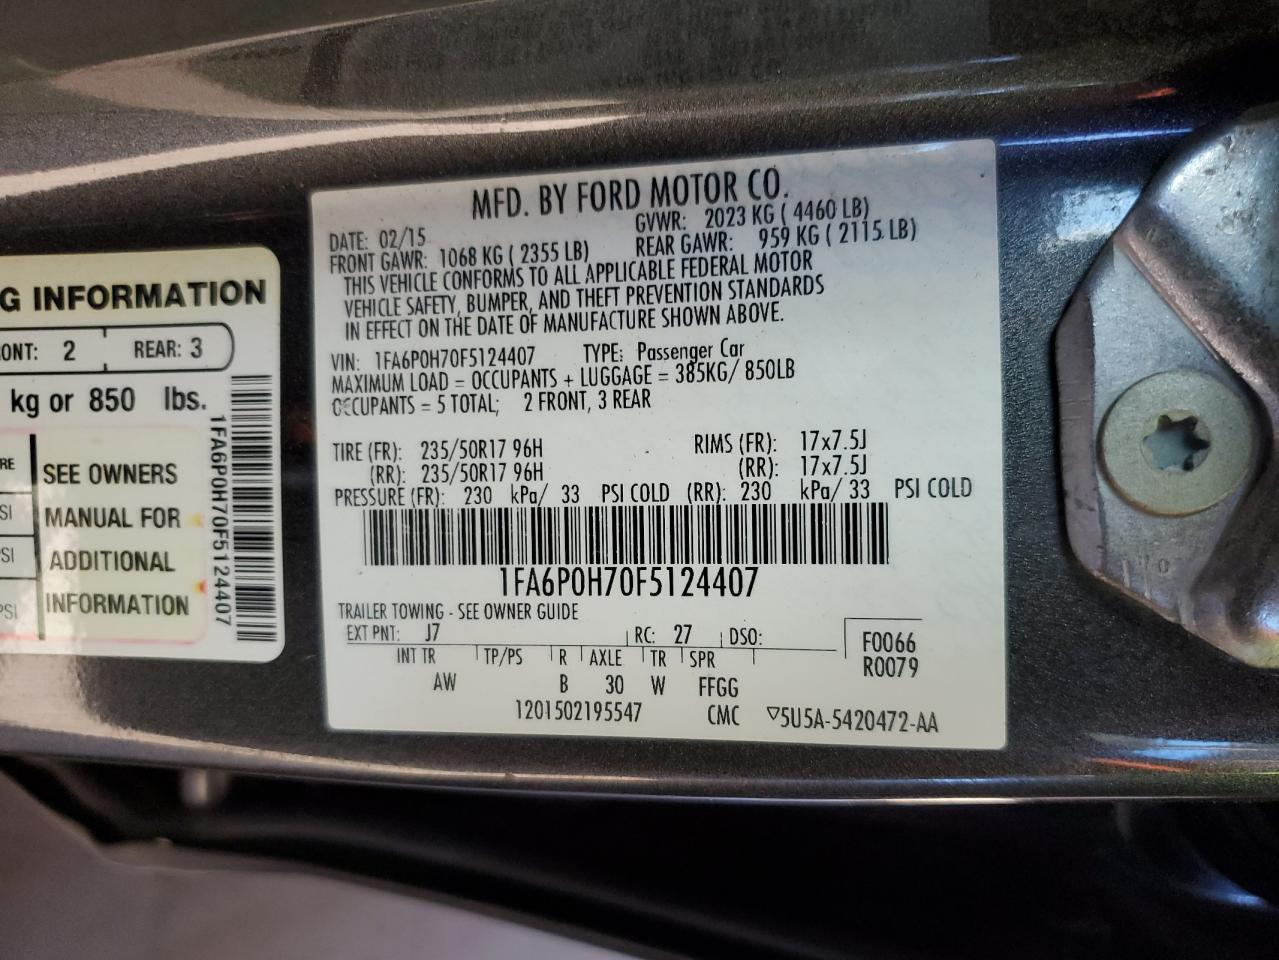 G INFORMATION
ONT: 2 REAR: 3
kg or 850 lbs.
SEE OWNERS
MANUAL FOR
ADDITIONAL
INFORMATION
RE
SI
PSI
PSI
1FA6P0H70F5124407
MFD. BY FORD MOTOR CO.
DATE: 02/15 GVWR: 2023 KG ( 4460 LB)
FRONT GAWR: 1068 KG ( 2355 LB) REAR GAWR: 959 KG ( 2115 LB)
THIS VEHICLE CONFORMS TO ALL APPLICABLE FEDERAL MOTOR
VEHICLE SAFETY, BUMPER, AND THEFT PREVENTION STANDARDS
IN EFFECT ON THE DATE OF MANUFACTURE SHOWN ABOVE.
VIN: 1FA6P0H70F5124407 TYPE: Passenger Car
MAXIMUM LOAD = OCCUPANTS + LUGGAGE = 385KG/ 850LB
OCCUPANTS = 5 TOTAL; 2 FRONT, 3 REAR
TIRE (FR): 235/50R17 96H RIMS (FR): 17x7.5J
(RR): 235/50R17 96H (RR): 17x7.5J
PRESSURE (FR): 230 kPa/ 33 PSI COLD (RR): 230 kPa/ 33 PSI COLD
1FA6P0H70F5124407
TRAILER TOWING - SEE OWNER GUIDE
EXT PNT: J7 RC: 27 DSO:
INT TR TP/PS R AXLE TR SPR
AW B 30 W FFGG
F0066
R0079
1201502195547 CMC ▽5U5A-5420472-AA